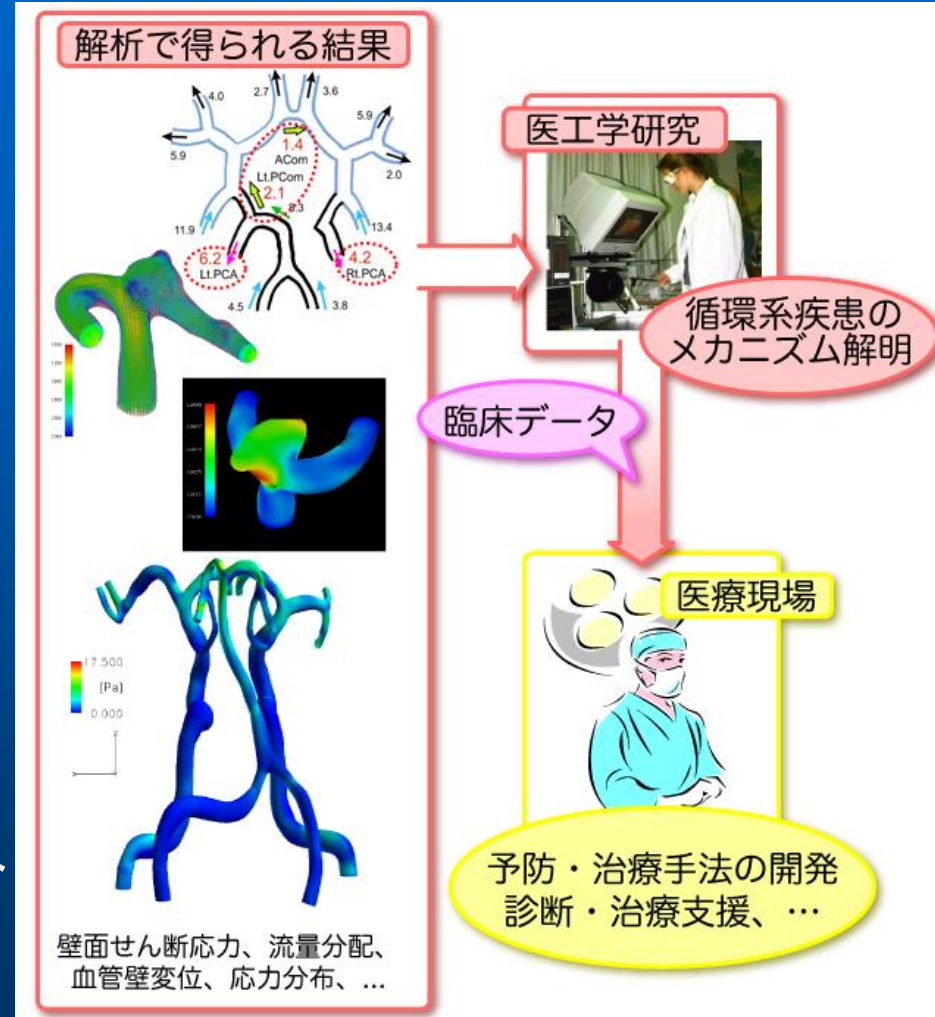 解析で得られる結果
2.7
3.6
4.0
5.9
5.9
2.0
1.4
ACom
Lt.PCom
2.1
8.3
11.9
13.4
6.2
Lt.PCA
4.2
Rt.PCA
4.5
3.8
17.500
[Pa]
0.000
壁面せん断応力、流量分配、
血管壁変位、応力分布、…
医工学研究
循環系疾患の
メカニズム解明
臨床データ
医療現場
予防・治療手法の開発
診断・治療支援、…